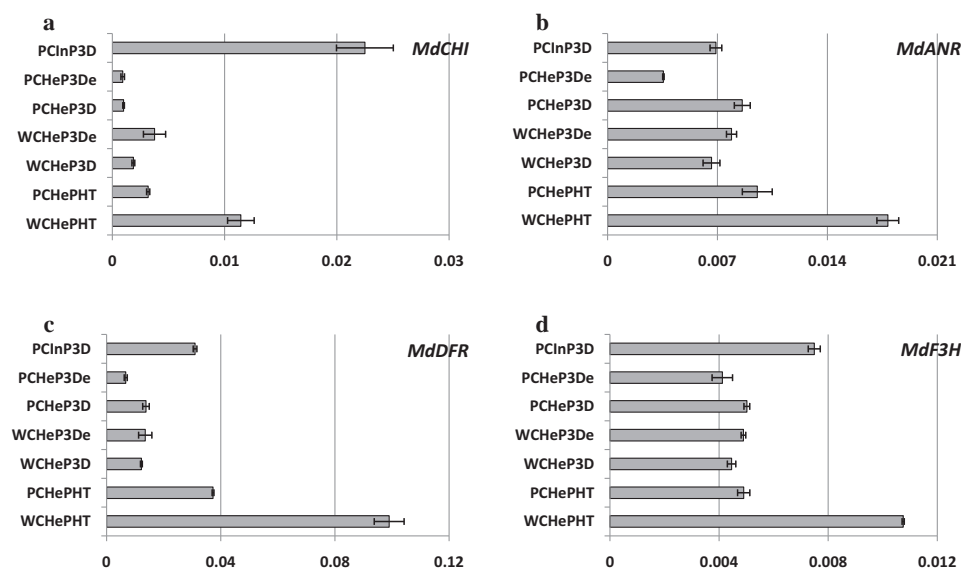 a
MdCHI
PCInP3D
PCHeP3De
PCHeP3D
WCHeP3De
WCHeP3D
PCHePHT
WCHePHT
0 0.01 0.02 0.03
b
MdANR
PCInP3D
PCHeP3De
PCHeP3D
WCHeP3De
WCHeP3D
PCHePHT
WCHePHT
0 0.007 0.014 0.021
c
MdDFR
PCInP3D
PCHeP3De
PCHeP3D
WCHeP3De
WCHeP3D
PCHePHT
WCHePHT
0 0.04 0.08 0.12
d
MdF3H
PCInP3D
PCHeP3De
PCHeP3D
WCHeP3De
WCHeP3D
PCHePHT
WCHePHT
0 0.004 0.008 0.012